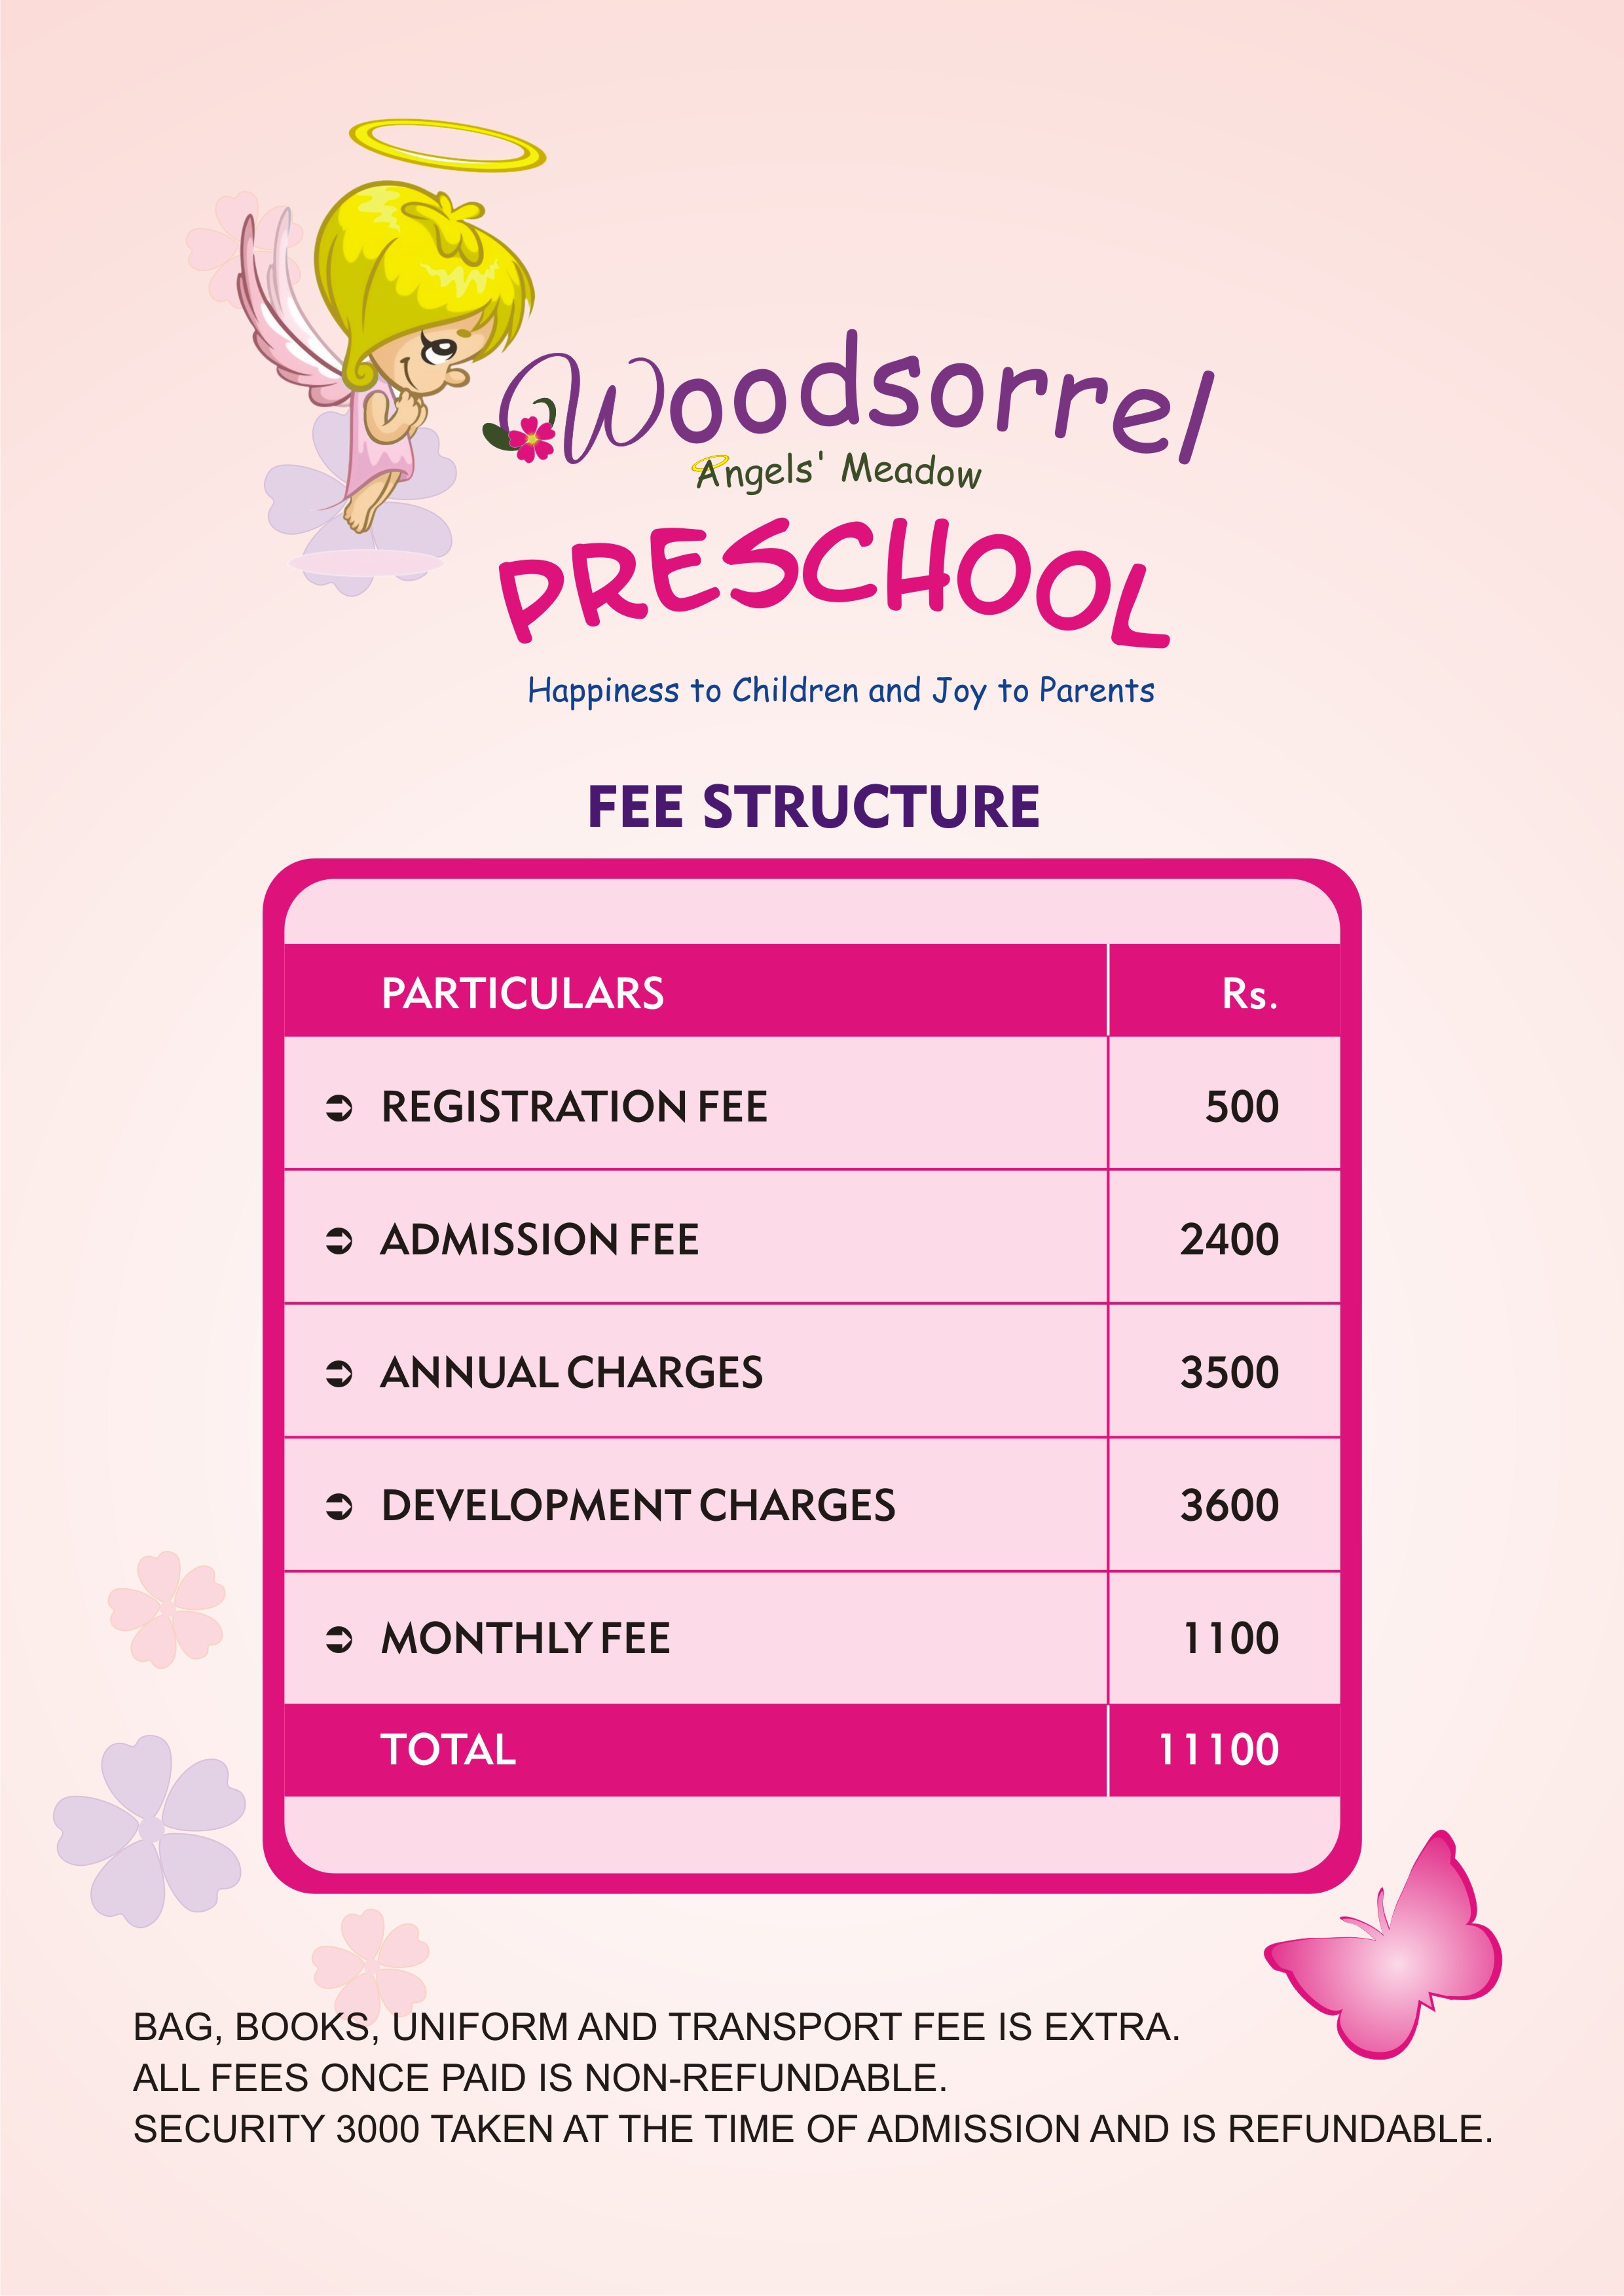 Woodsorrel
Angels' Meadow
PRESCHOOL
Happiness to Children and Joy to Parents
FEE STRUCTURE
PARTICULARS Rs.
REGISTRATION FEE 500
ADMISSION FEE 2400
ANNUAL CHARGES 3500
DEVELOPMENT CHARGES 3600
MONTHLY FEE 1100
TOTAL 11100
BAG, BOOKS, UNIFORM AND TRANSPORT FEE IS EXTRA.
ALL FEES ONCE PAID IS NON-REFUNDABLE.
SECURITY 3000 TAKEN AT THE TIME OF ADMISSION AND IS REFUNDABLE.